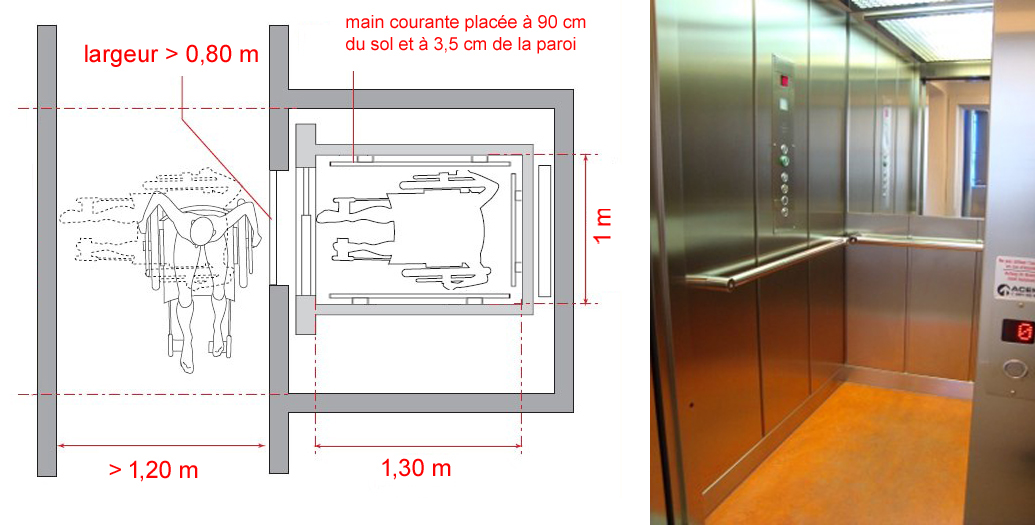 main courante placée à 90 cm
du sol et à 3,5 cm de la paroi
largeur > 0,80 m
1 m
> 1,20 m
1,30 m
ACE
0